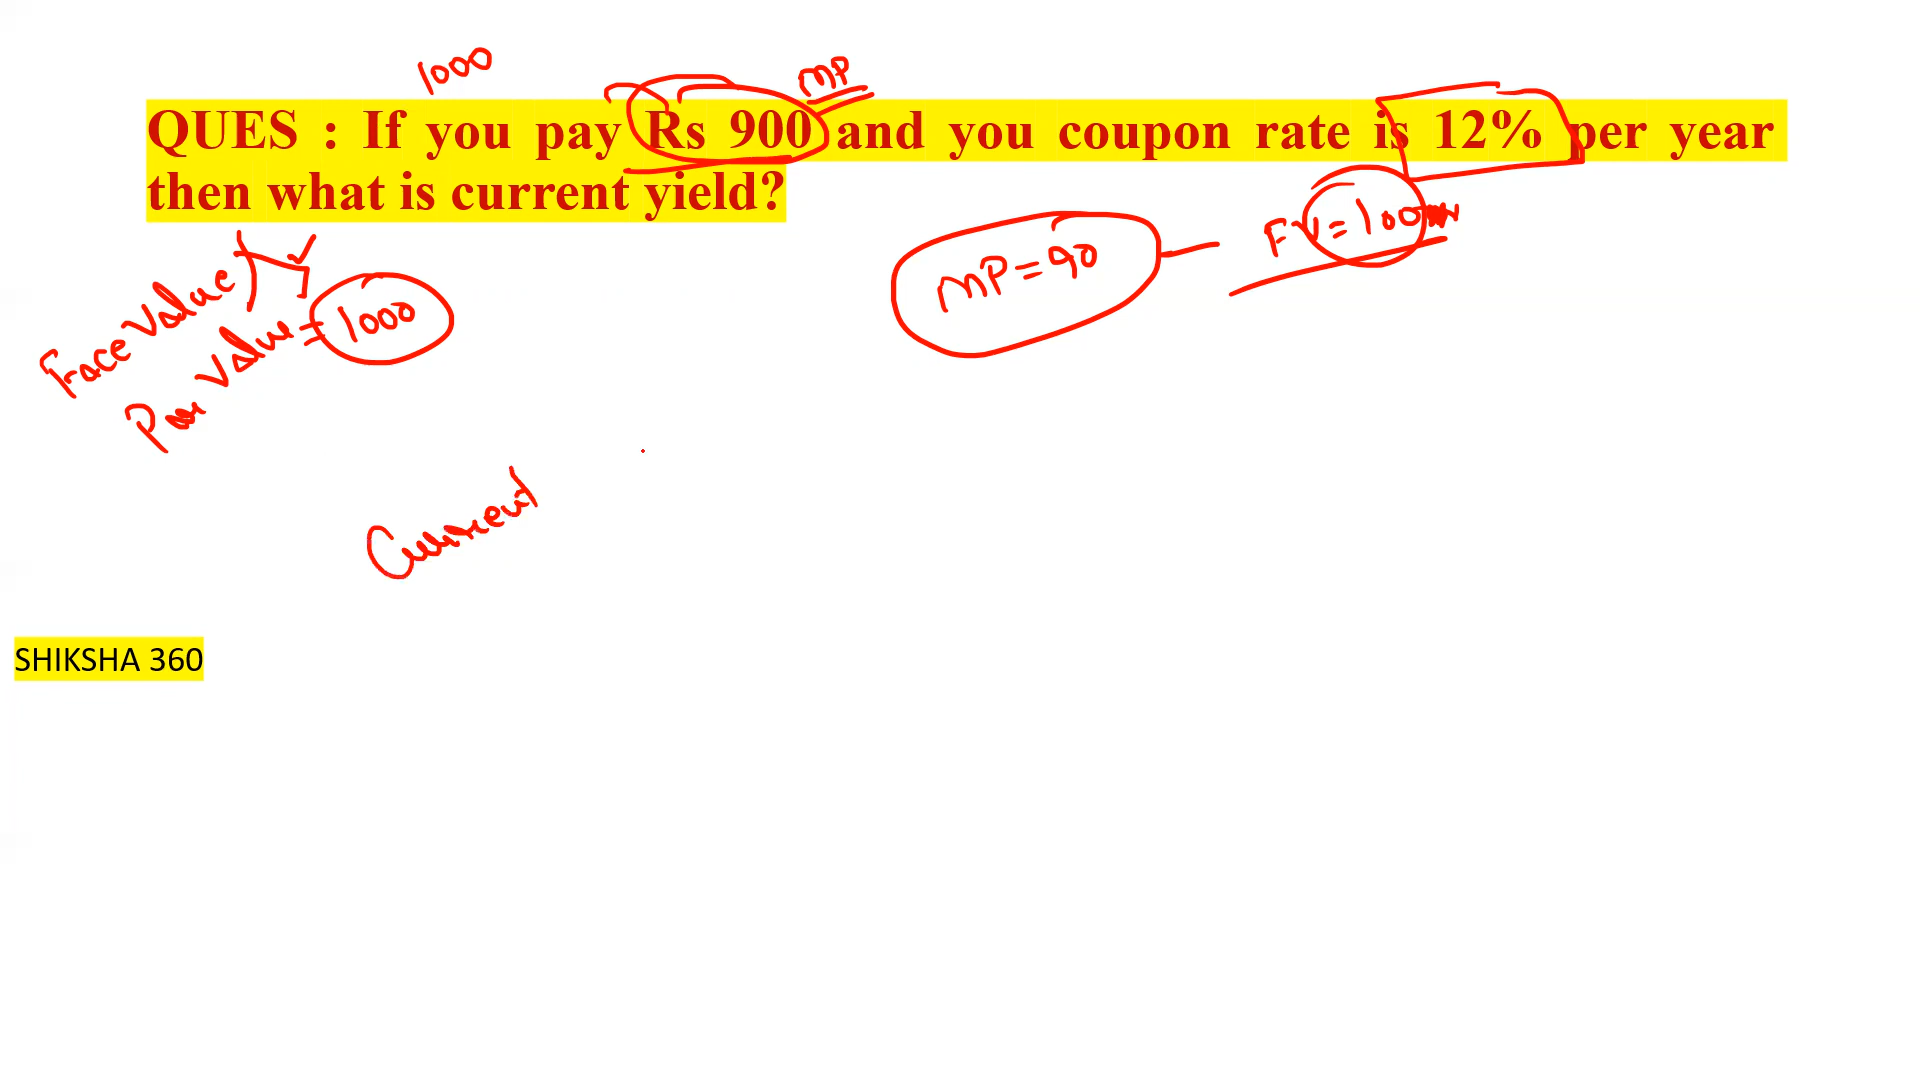 1000
MP
QUES : If you pay Rs 900 and you coupon rate is 12% per year
then what is current yield?
MP=90
FV=100
Face Value
Par Value = 1000
Current
SHIKSHA 360